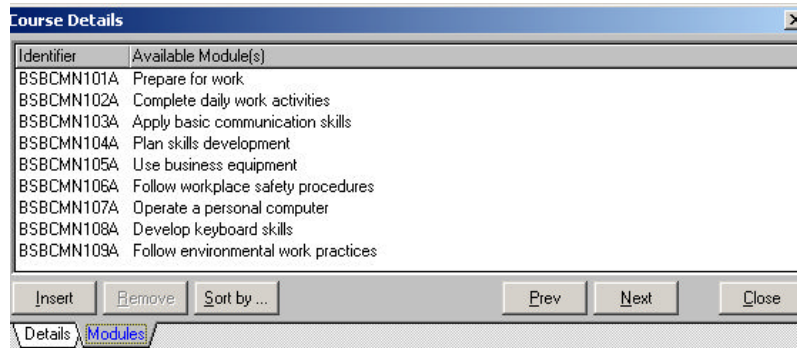 Course Details
Identifier Available Module(s)
BSBCMN101A Prepare for work
BSBCMN102A Complete daily work activities
BSBCMN103A Apply basic communication skills
BSBCMN104A Plan skills development
BSBCMN105A Use business equipment
BSBCMN106A Follow workplace safety procedures
BSBCMN107A Operate a personal computer
BSBCMN108A Develop keyboard skills
BSBCMN109A Follow environmental work practices
Insert Remove Sort by ... Prev Next Close
Details Modules